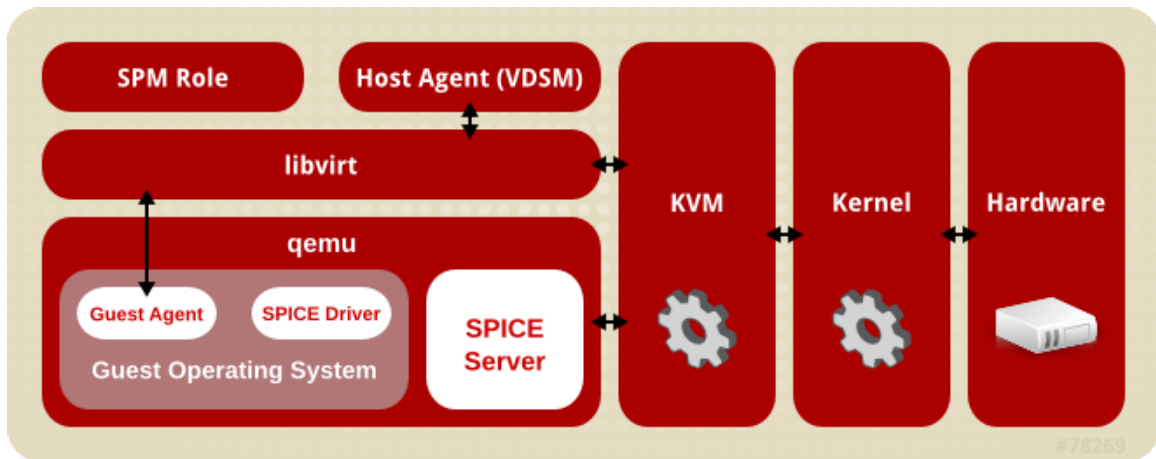 SPM Role
Host Agent (VDSM)
libvirt
qemu
Guest Agent
SPICE Driver
Guest Operating System
SPICE
Server
KVM
Kernel
Hardware
#78269